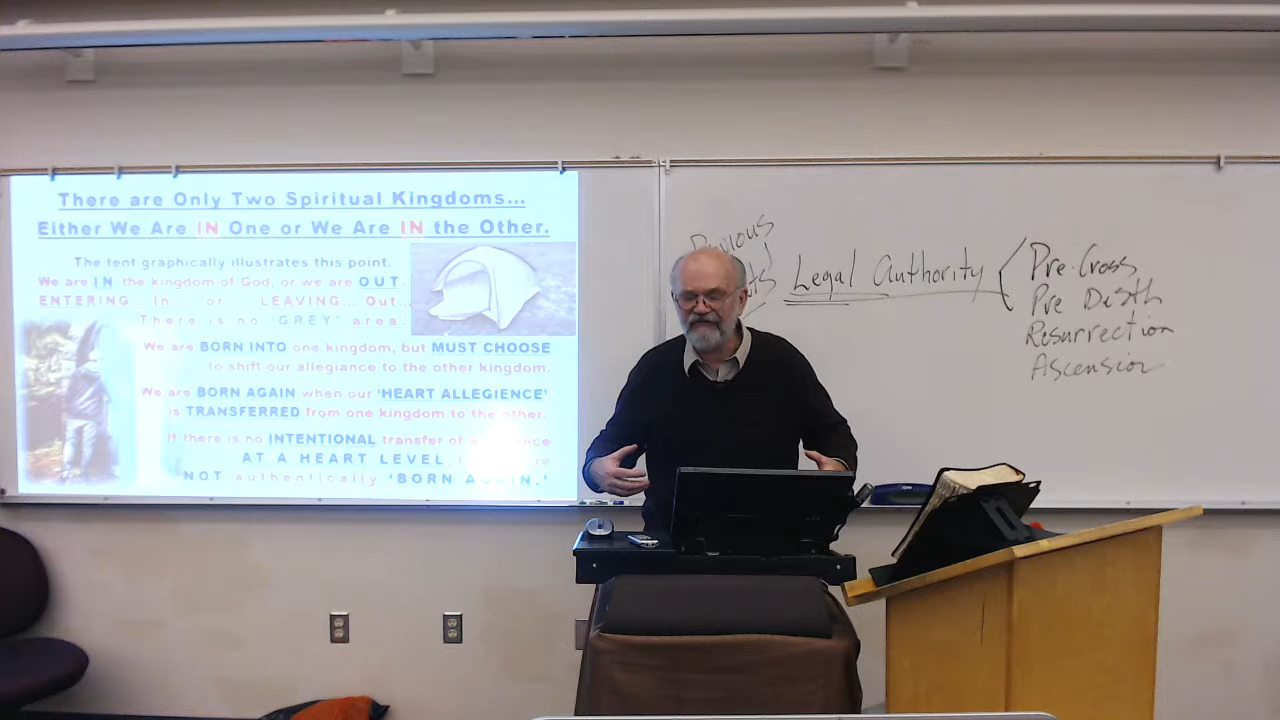 There are Only Two Spiritual Kingdoms...
Either We Are IN One or We Are IN the Other.
The tent graphically illustrates this point.
We are IN the kingdom of God, or we are OUT.
ENTERING... In... or LEAVING... Out...
There is no 'GREY' area.
We are BORN INTO one kingdom, but MUST CHOOSE
to shift our allegiance to the other kingdom.
We are BORN AGAIN when our 'HEART ALLEGIENCE'
is TRANSFERRED from one kingdom to the other.
If there is no INTENTIONAL transfer of
AT A HEART LEVEL,
NOT authentically 'BORN AGAIN.'
Legal Authority
Pre-Cross
Pre Death
Resurrection
Ascension